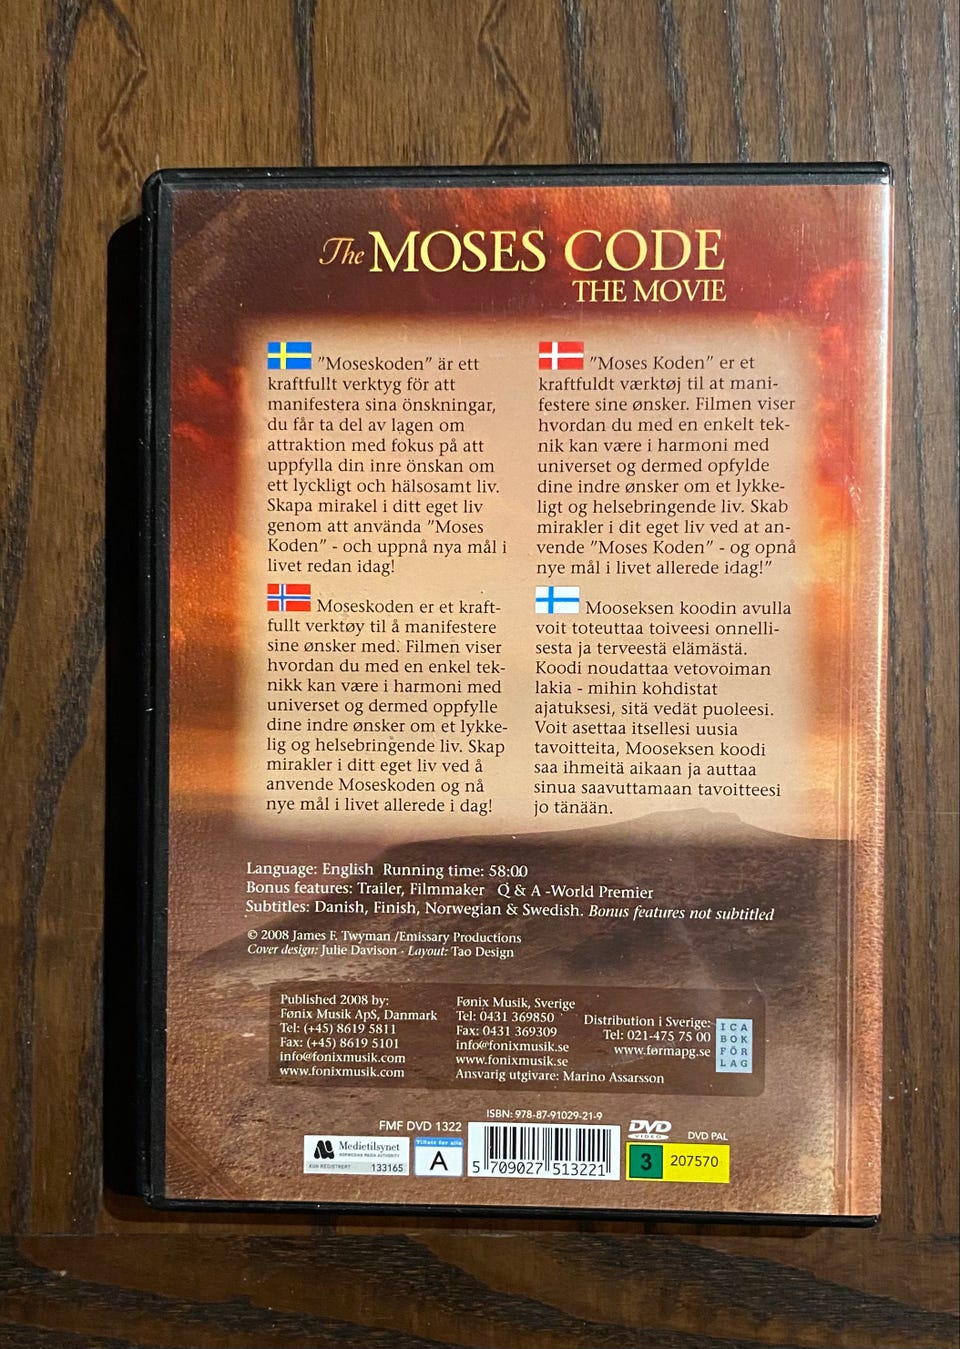 The MOSES CODE
THE MOVIE
"Moseskoden" är ett
kraftfullt verktyg för att
manifestera sina önskningar,
du får ta del av lagen om
attraktion med fokus på att
uppfylla din inre önskan om
ett lyckligt och hälsosamt liv.
Skapa mirakel i ditt eget liv
genom att använda "Moses
Koden" - och uppnå nya mål i
livet redan idag!
"Moses Koden" er et
kraftfuldt værktøj til at mani-
festere sine ønsker. Filmen viser
hvordan du med en enkelt tek-
nik kan være i harmoni med
universet og dermed opfylde
dine indre ønsker om et lykke-
ligt og helsebringende liv. Skab
mirakler i dit eget liv ved at an-
vende "Moses Koden" - og opnå
nye mål i livet allerede idag!"
Moseskoden er et kraft-
fullt verktøy til å manifestere
sine ønsker med. Filmen viser
hvordan du med en enkel tek-
nikk kan være i harmoni med
universet og dermed oppfylle
dine indre ønsker om et lykke-
lig og helsebringende liv. Skap
mirakler i ditt eget liv ved å
anvende Moseskoden og nå
nye mål i livet allerede i dag!
Mooseksen koodin avulla
voit toteuttaa toiveesi onnelli-
sesta ja terveestä elämästä.
Koodi noudattaa vetovoiman
lakia - mihin kohdistat
ajatuksesi, sitä vedät puoleesi.
Voit asettaa itsellesi uusia
tavoitteita, Mooseksen koodi
saa ihmeitä aikaan ja auttaa
sinua saavuttamaan tavoitteesi
jo tänään.
Language: English Running time: 58:00
Bonus features: Trailer, Filmmaker Q & A -World Premier
Subtitles: Danish, Finish, Norwegian & Swedish. Bonus features not subtitled
© 2008 James F. Twyman /Emissary Productions
Cover design: Julie Davison · Layout: Tao Design
Published 2008 by:
Fønix Musik ApS, Danmark
Tel: (+45) 8619 5811
Fax: (+45) 8619 5101
info@fonixmusik.com
www.fonixmusik.com
Fønix Musik, Sverige
Tel: 0431 369850
Fax: 0431 369309
info@fonixmusik.se
www.fonixmusik.se
Ansvarig utgivare: Marino Assarsson
Distribution i Sverige:
Tel: 021-475 75 00
www.formapg.se
ICA
BOK
FÖR
LAG
ISBN: 978-87-91029-21-9
FMF DVD 1322
Medietilsynet
NORWEGIAN MEDIA AUTHORITY
KUN REGISTRERT 133165
Tillatt for alle
A
5 709027 513221
DVD
VIDEO
DVD PAL
3 207570